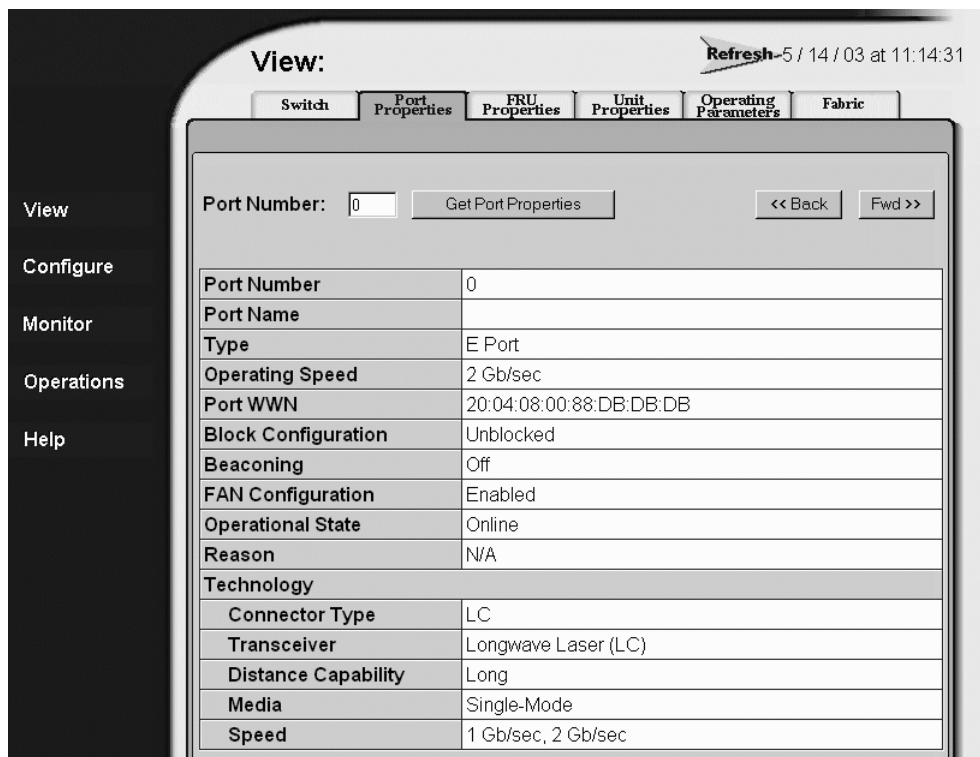 View:
Refresh-5 / 14 / 03 at 11:14:31
Switch
Port Properties
FRU Properties
Unit Properties
Operating Parameters
Fabric
View
Configure
Monitor
Operations
Help
Port Number: 0 Get Port Properties << Back Fwd >>
Port Number 0
Port Name
Type E Port
Operating Speed 2 Gb/sec
Port WWN 20:04:08:00:88:DB:DB:DB
Block Configuration Unblocked
Beaconing Off
FAN Configuration Enabled
Operational State Online
Reason N/A
Technology
Connector Type LC
Transceiver Longwave Laser (LC)
Distance Capability Long
Media Single-Mode
Speed 1 Gb/sec, 2 Gb/sec